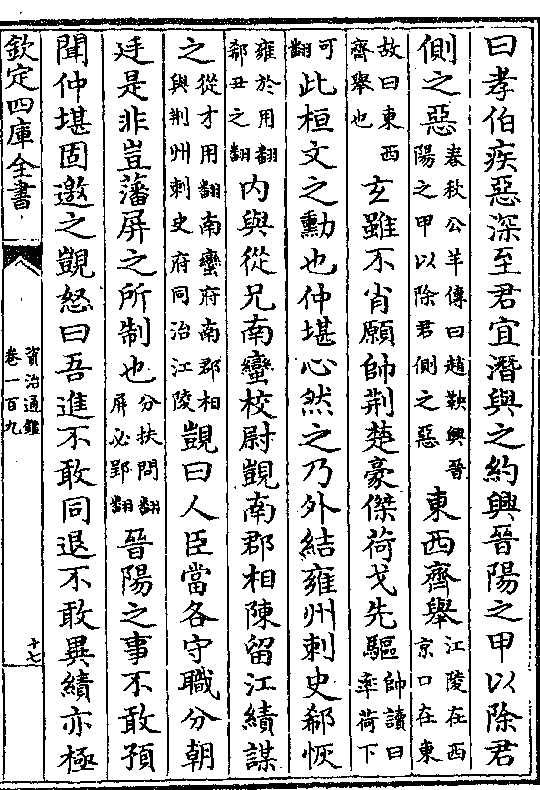 曰孝伯疾惡深至君宜潛與之約興晉陽之甲以除君
側之惡春秋公羊傳曰趙鞅興晉陽之甲以除君側之惡東西齊舉江陵在西京口在東
故曰東西齊舉也玄雖不肖願帥荆楚豪傑荷戈先驅帥讀曰率荷下
可翻此桓文之勳也仲堪心然之乃外結雍州刺史郗恢
雍於用翻郗丑之翻内與從兄南蠻校尉覬南郡相陳留江績謀
之從才用翻南蠻府南郡相與荆州刺史府同治江陵覬曰人臣當各守職分朝
廷是非豈藩屏之所制也分扶問翻屏必郢翻晉陽之事不敢預
聞仲堪固邀之覬怒曰吾進不敢同退不敢異績亦極
欽定四庫全書
資治通鑑
卷一百九
十七